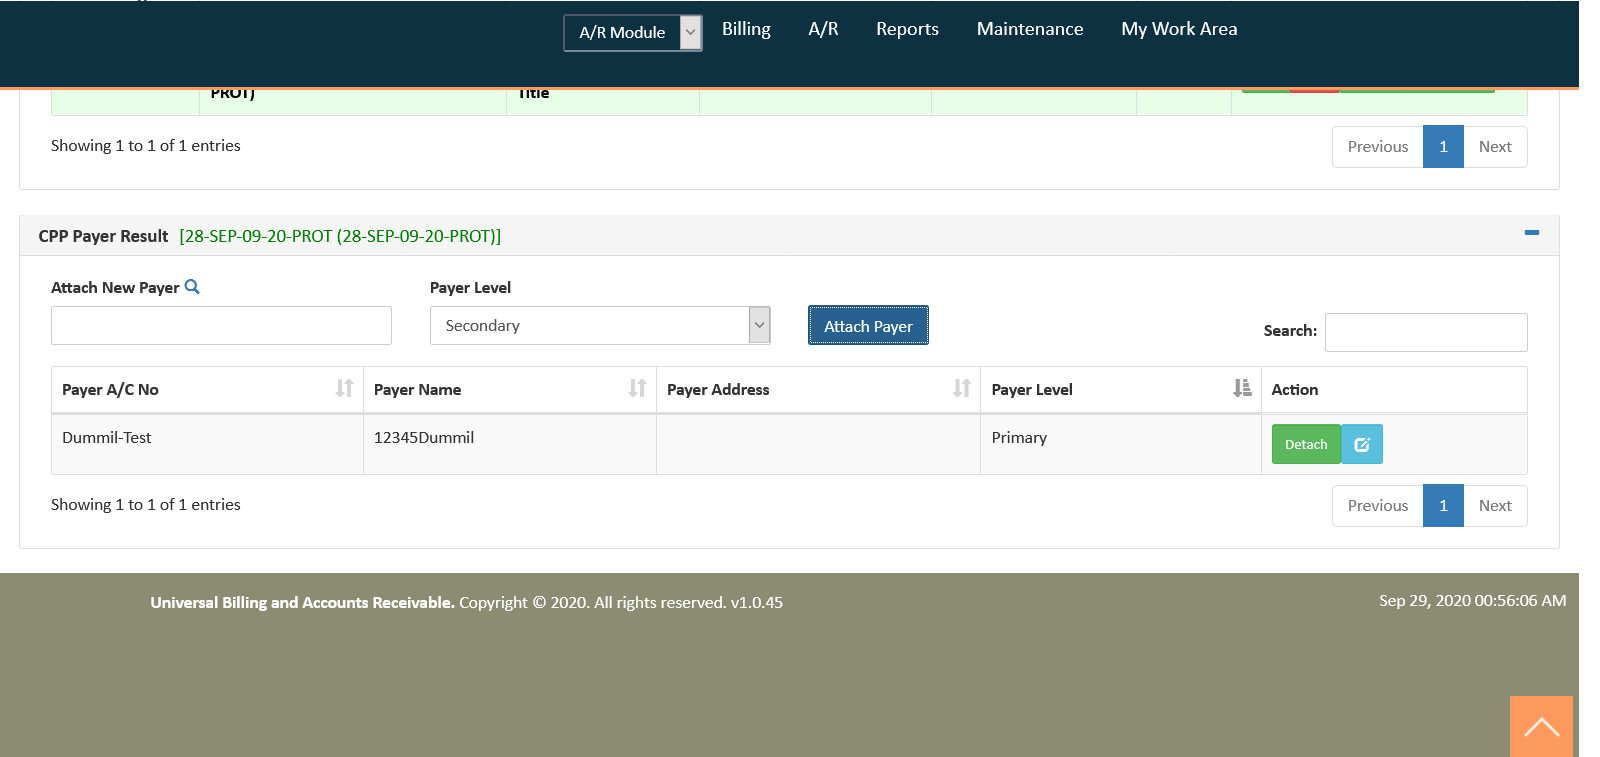 A/R Module Billing A/R Reports Maintenance My Work Area
PROT) Title
Showing 1 to 1 of 1 entries Previous 1 Next
CPP Payer Result [28-SEP-09-20-PROT (28-SEP-09-20-PROT)]
Attach New Payer Payer Level
Secondary Attach Payer Search:
Payer A/C No Payer Name Payer Address Payer Level Action
Dummil-Test 12345Dummil Primary Detach
Showing 1 to 1 of 1 entries Previous 1 Next
Universal Billing and Accounts Receivable. Copyright © 2020. All rights reserved. v1.0.45 Sep 29, 2020 00:56:06 AM